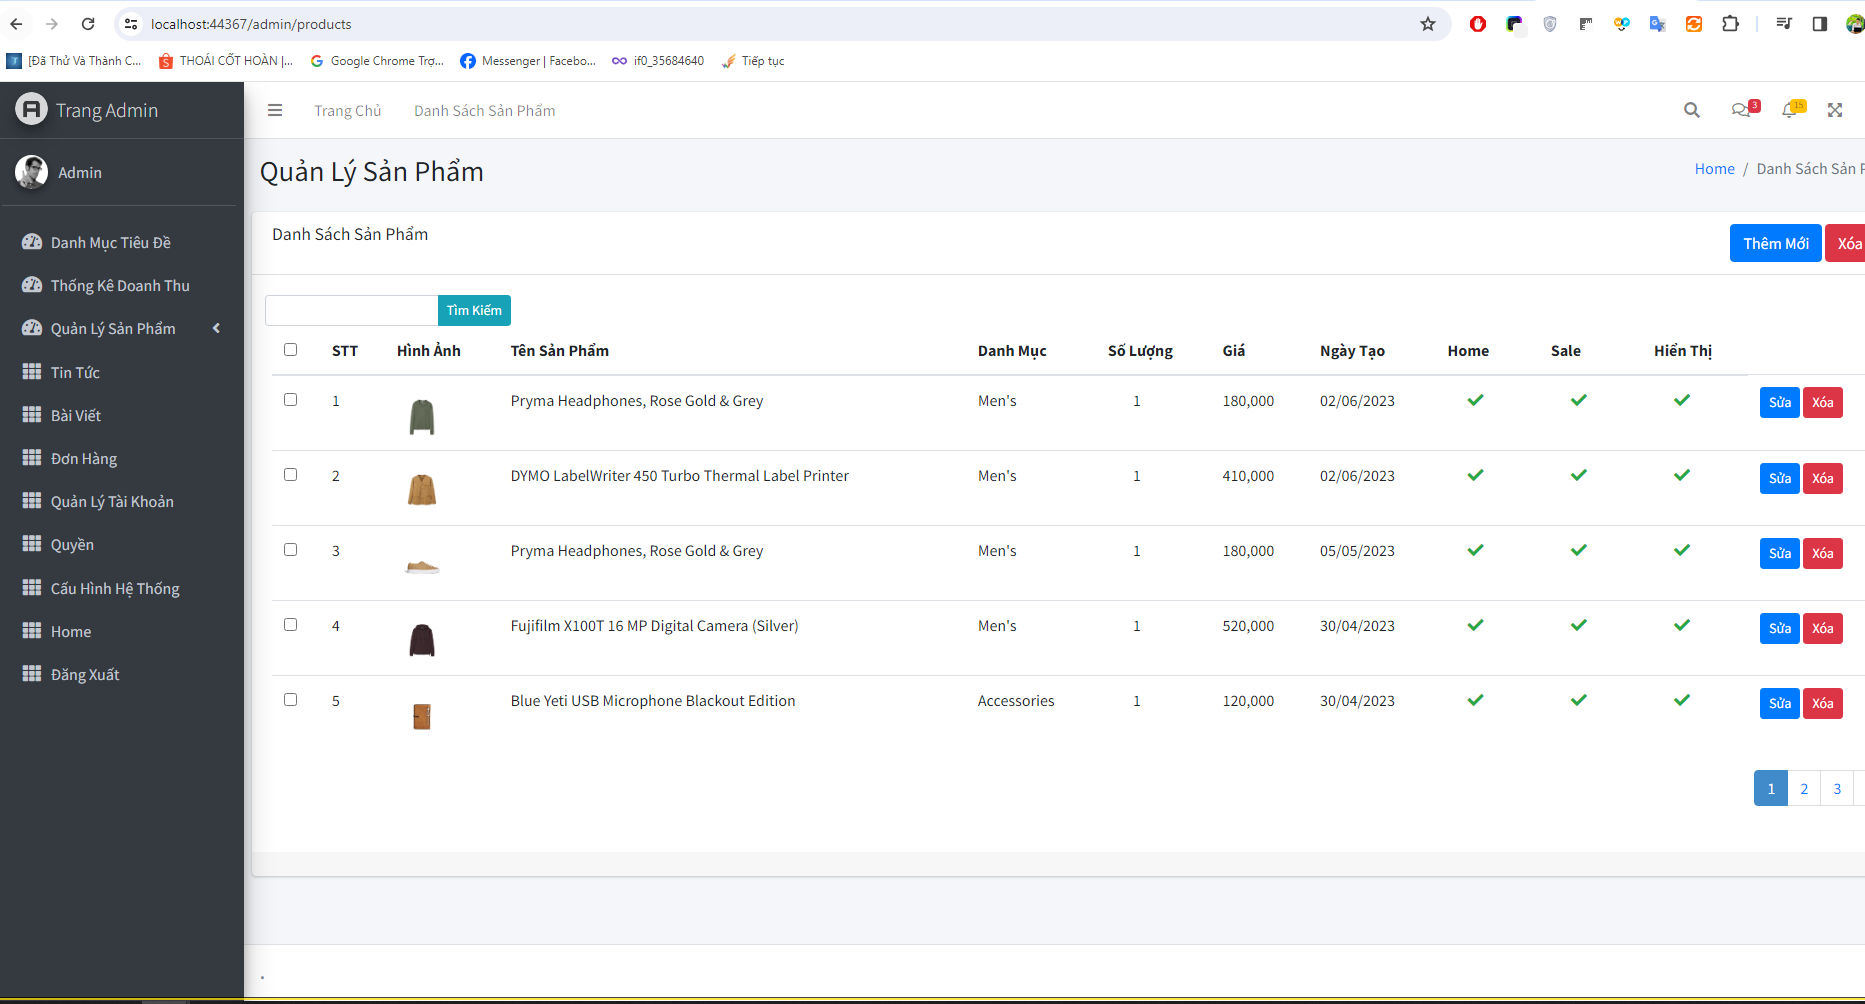 localhost:44367/admin/products
[Đã Thử Và Thành C... THOÁI CỐT HOÀN |... Google Chrome Trợ... Messenger | Facebo... if0_35684640 Tiếp tục
Trang Admin
Trang Chủ Danh Sách Sản Phẩm 3 15
Admin
Danh Mục Tiêu Đề
Thống Kê Doanh Thu
Quản Lý Sản Phẩm
Tin Tức
Bài Viết
Đơn Hàng
Quản Lý Tài Khoản
Quyền
Cấu Hình Hệ Thống
Home
Đăng Xuất
Quản Lý Sản Phẩm
Home / Danh Sách Sản
Danh Sách Sản Phẩm
Thêm Mới Xóa
Tìm Kiếm
STT Hình Ảnh Tên Sản Phẩm Danh Mục Số Lượng Giá Ngày Tạo Home Sale Hiển Thị
1 Pryma Headphones, Rose Gold & Grey Men's 1 180,000 02/06/2023 Sửa Xóa
2 DYMO LabelWriter 450 Turbo Thermal Label Printer Men's 1 410,000 02/06/2023 Sửa Xóa
3 Pryma Headphones, Rose Gold & Grey Men's 1 180,000 05/05/2023 Sửa Xóa
4 Fujifilm X100T 16 MP Digital Camera (Silver) Men's 1 520,000 30/04/2023 Sửa Xóa
5 Blue Yeti USB Microphone Blackout Edition Accessories 1 120,000 30/04/2023 Sửa Xóa
1 2 3
.